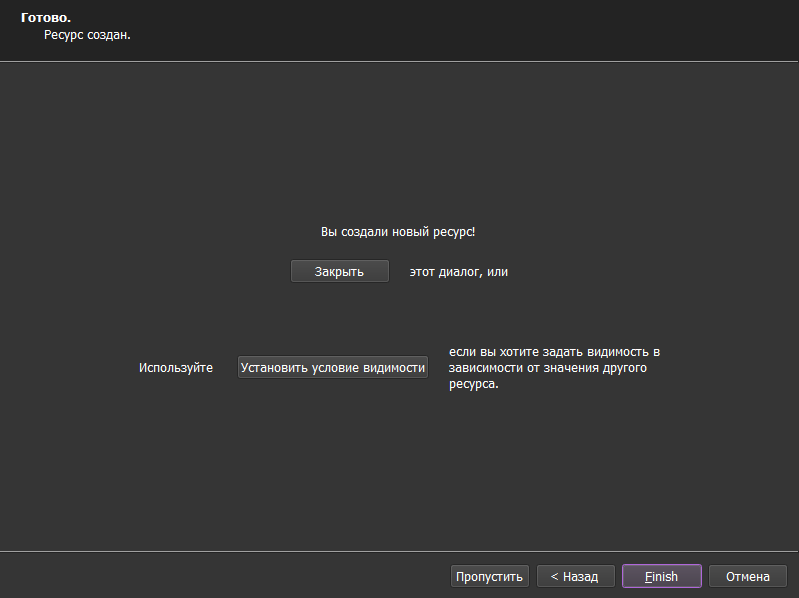 Готово.
Ресурс создан.
Вы создали новый ресурс!
Закрыть этот диалог, или
если вы хотите задать видимость в
Используйте Установить условие видимости зависимости от значения другого
ресурса.
Пропустить < Назад Finish Отмена